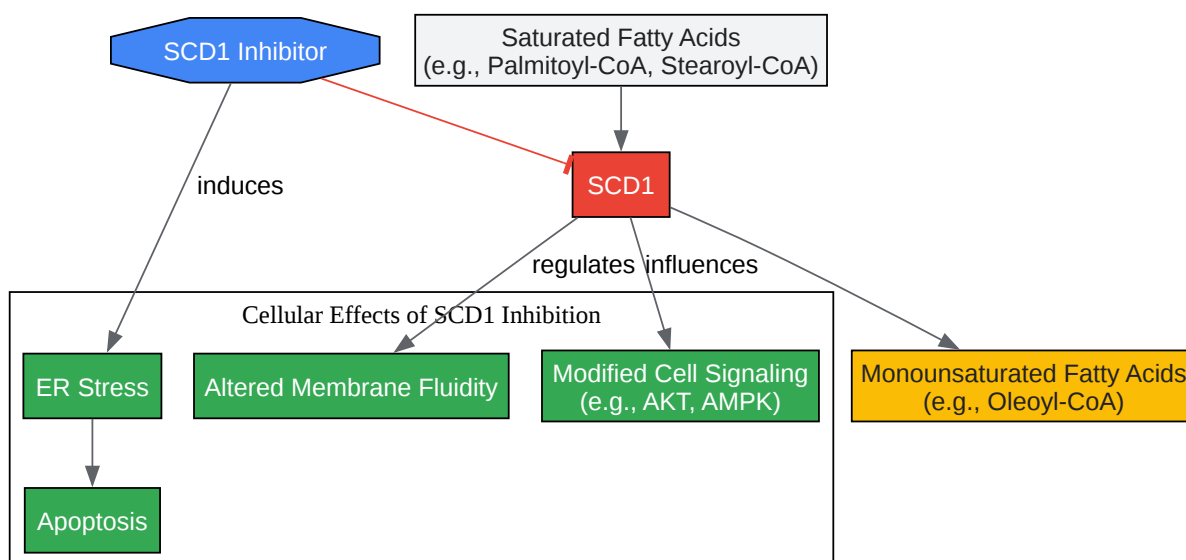 SCD1 Inhibitor
Saturated Fatty Acids
(e.g., Palmitoyl-CoA, Stearoyl-CoA)
induces
SCD1
regulates
influences
Cellular Effects of SCD1 Inhibition
ER Stress
Altered Membrane Fluidity
Modified Cell Signaling
(e.g., AKT, AMPK)
Monounsaturated Fatty Acids
(e.g., Oleoyl-CoA)
Apoptosis